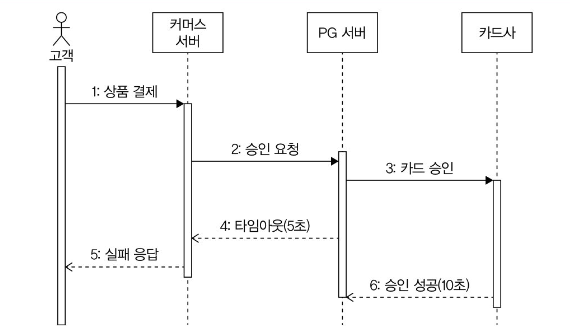 커머스
서버
PG 서버
카드사
고객
1: 상품 결제
2: 승인 요청
3: 카드 승인
4: 타임아웃(5초)
5: 실패 응답
6: 승인 성공(10초)